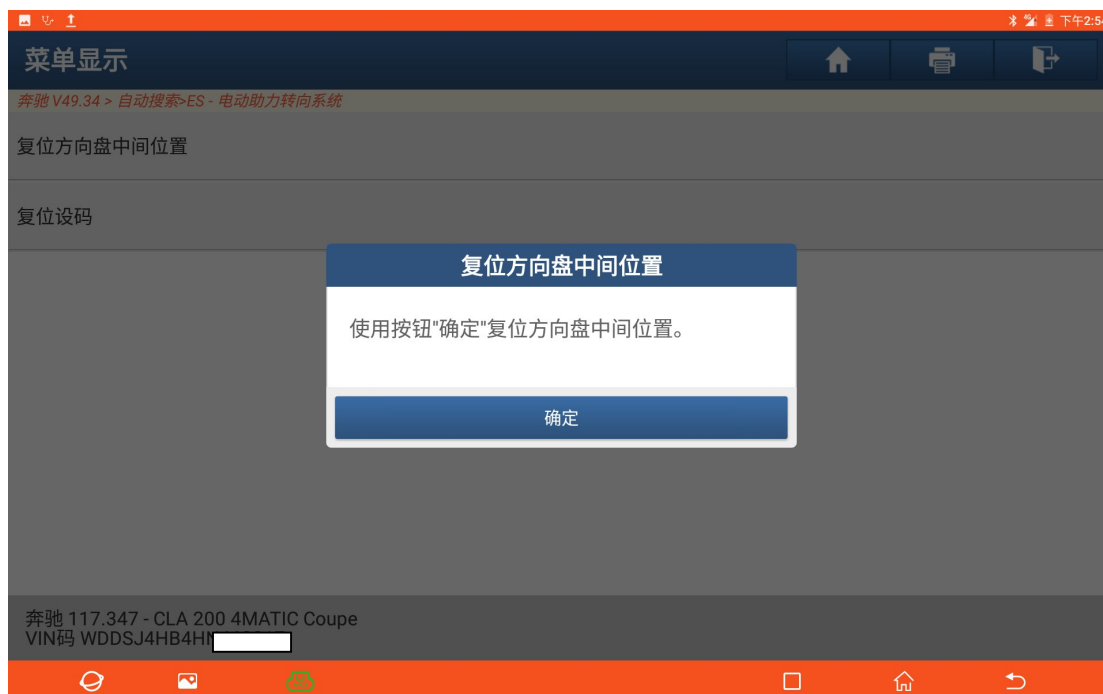 下午2:54
菜单显示
奔驰 V49.34 > 自动搜索>ES - 电动助力转向系统
复位方向盘中间位置
复位设码
复位方向盘中间位置
使用按钮"确定"复位方向盘中间位置。
确定
奔驰 117.347 - CLA 200 4MATIC Coupe
VIN码 WDDSJ4HB4H